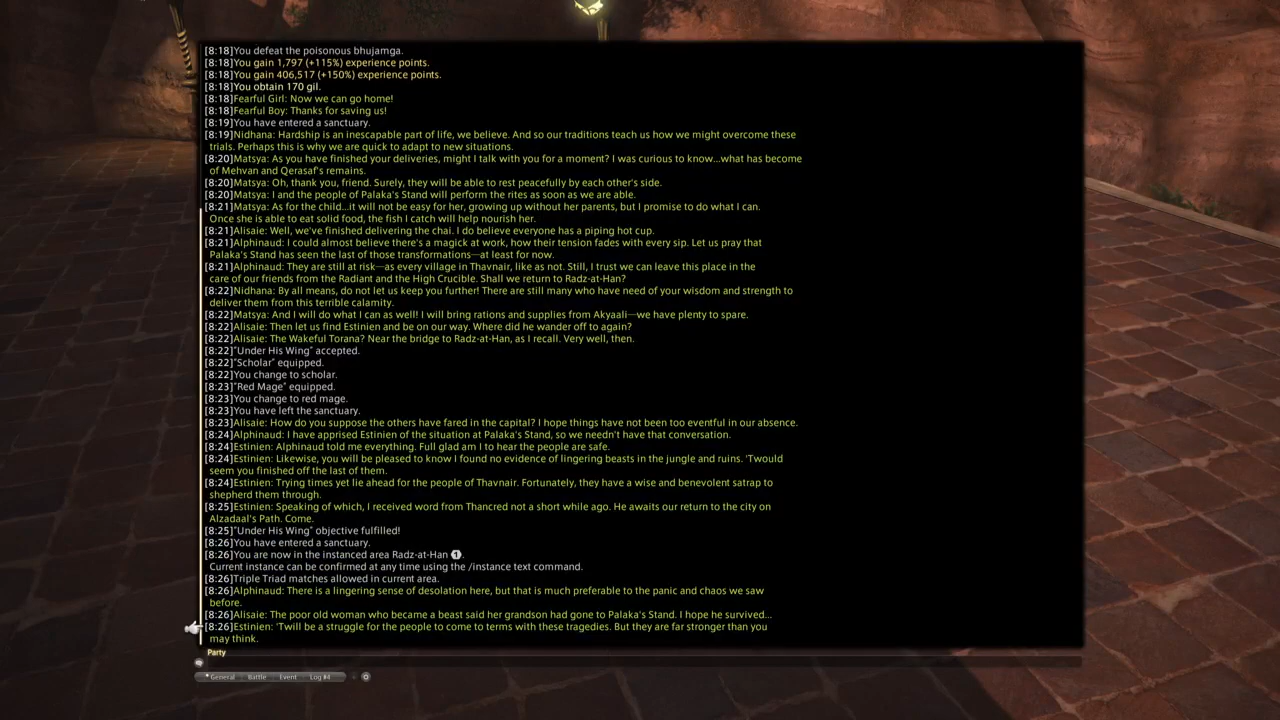 [8:18]You defeat the poisonous bhujamga.
[8:18]You gain 1,797 (+115%) experience points.
[8:18]You gain 406,517 (+150%) experience points.
[8:18]You obtain 170 gil.
[8:18]Fearful Girl: Now we can go home!
[8:18]Fearful Boy: Thanks for saving us!
[8:19]You have entered a sanctuary.
[8:19]Nidhana: Hardship is an inescapable part of life, we believe. And so our traditions teach us how we might overcome these
trials. Perhaps this is why we are quick to adapt to new situations.
[8:20]Matsya: As you have finished your deliveries, might I talk with you for a moment? I was curious to know...what has become
of Mehvan and Qerasaf's remains.
[8:20]Matsya: Oh, thank you, friend. Surely, they will be able to rest peacefully by each other's side.
[8:20]Matsya: I and the people of Palaka's Stand will perform the rites as soon as we are able.
[8:21]Matsya: As for the child...it will not be easy for her, growing up without her parents, but I promise to do what I can.
Once she is able to eat solid food, the fish I catch will help nourish her.
[8:21]Alisaie: Well, we've finished delivering the chai. I do believe everyone has a piping hot cup.
[8:21]Alphinaud: I could almost believe there's a magick at work, how their tension fades with every sip. Let us pray that
Palaka's Stand has seen the last of those transformations—at least for now.
[8:21]Alphinaud: They are still at risk—as every village in Thavnair, like as not. Still, I trust we can leave this place in the
care of our friends from the Radiant and the High Crucible. Shall we return to Radz-at-Han?
[8:22]Nidhana: By all means, do not let us keep you further! There are still many who have need of your wisdom and strength to
deliver them from this terrible calamity.
[8:22]Matsya: And I will do what I can as well! I will bring rations and supplies from Akyaali—we have plenty to spare.
[8:22]Alisaie: Then let us find Estinien and be on our way. Where did he wander off to again?
[8:22]Alisaie: The Wakeful Torana? Near the bridge to Radz-at-Han, as I recall. Very well, then.
[8:22]"Under His Wing" accepted.
[8:22]"Scholar" equipped.
[8:22]You change to scholar.
[8:23]"Red Mage" equipped.
[8:23]You change to red mage.
[8:23]You have left the sanctuary.
[8:23]Alisaie: How do you suppose the others have fared in the capital? I hope things have not been too eventful in our absence.
[8:24]Alphinaud: I have apprised Estinien of the situation at Palaka's Stand, so we needn't have that conversation.
[8:24]Estinien: Alphinaud told me everything. Full glad am I to hear the people are safe.
[8:24]Estinien: Likewise, you will be pleased to know I found no evidence of lingering beasts in the jungle and ruins. 'Twould
seem you finished off the last of them.
[8:24]Estinien: Trying times yet lie ahead for the people of Thavnair. Fortunately, they have a wise and benevolent satrap to
shepherd them through.
[8:25]Estinien: Speaking of which, I received word from Thancred not a short while ago. He awaits our return to the city on
Alzadaal's Path. Come.
[8:25]"Under His Wing" objective fulfilled!
[8:26]You have entered a sanctuary.
[8:26]You are now in the instanced area Radz-at-Han 1.
Current instance can be confirmed at any time using the /instance text command.
[8:26]Triple Triad matches allowed in current area.
[8:26]Alphinaud: There is a lingering sense of desolation here, but that is much preferable to the panic and chaos we saw
before.
[8:26]Alisaie: The poor old woman who became a beast said her grandson had gone to Palaka's Stand. I hope he survived...
[8:26]Estinien: 'Twill be a struggle for the people to come to terms with these tragedies. But they are far stronger than you
may think.
Party
General Battle Event Log #4